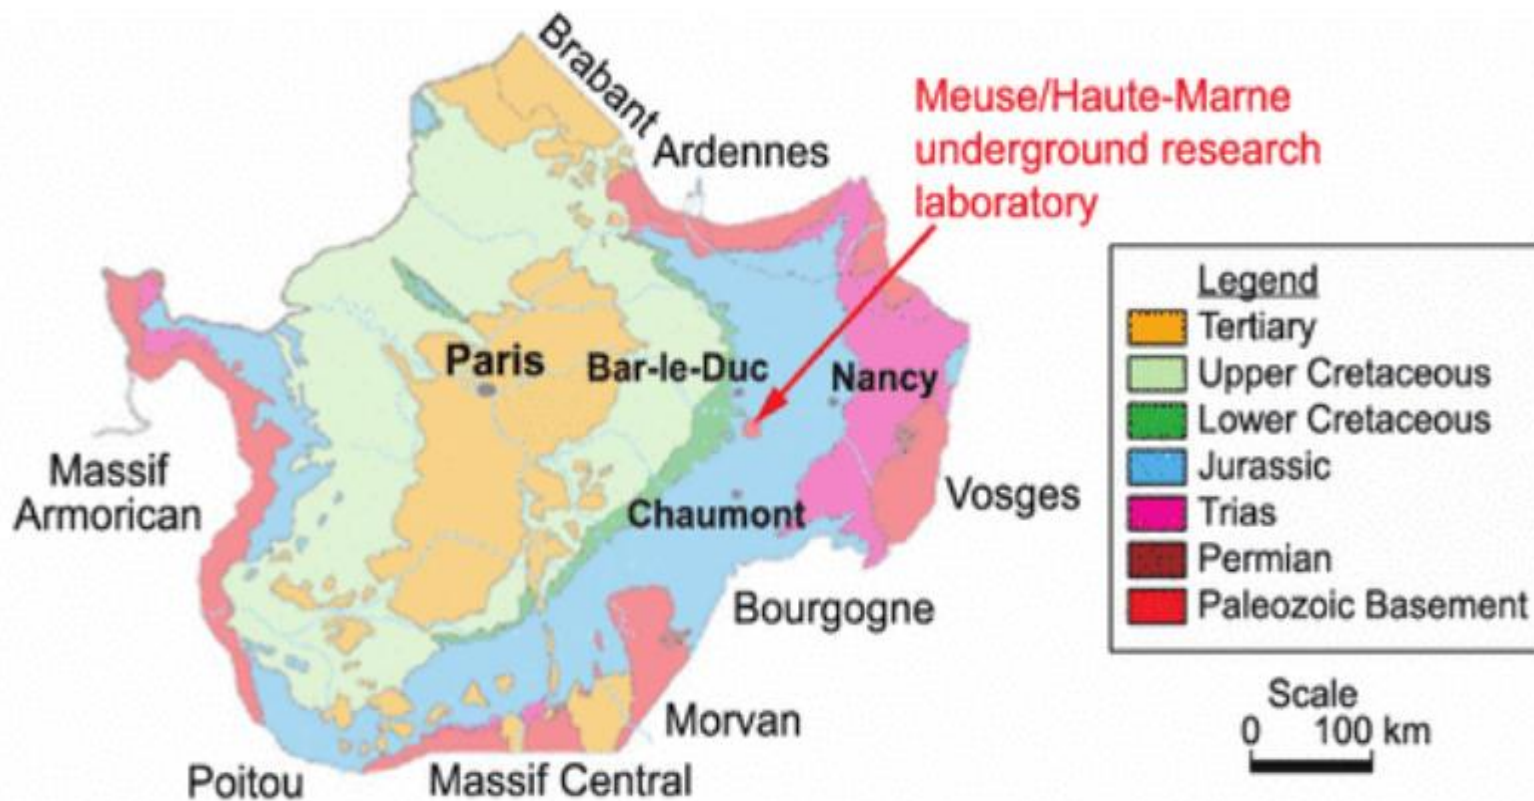 Brabant
Ardennes
Meuse/Haute-Marne
underground research
laboratory
Legend
Tertiary
Upper Cretaceous
Lower Cretaceous
Jurassic
Trias
Permian
Paleozoic Basement
Paris
Bar-le-Duc
Nancy
Massif
Armorican
Chaumont
Vosges
Bourgogne
Morvan
Poitou
Massif Central
Scale
0 100 km